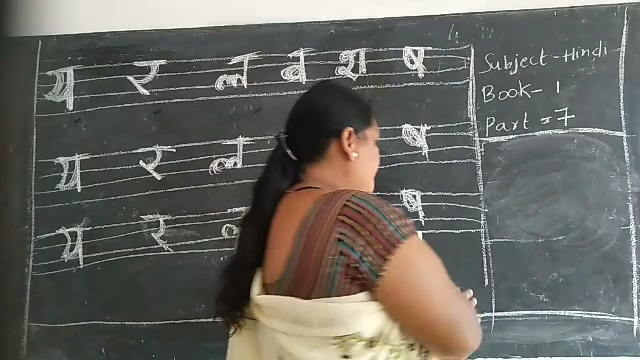 य र ल व श ष
Subject-Hindi
Book-1
Part=7
य र ल ष
य र ष